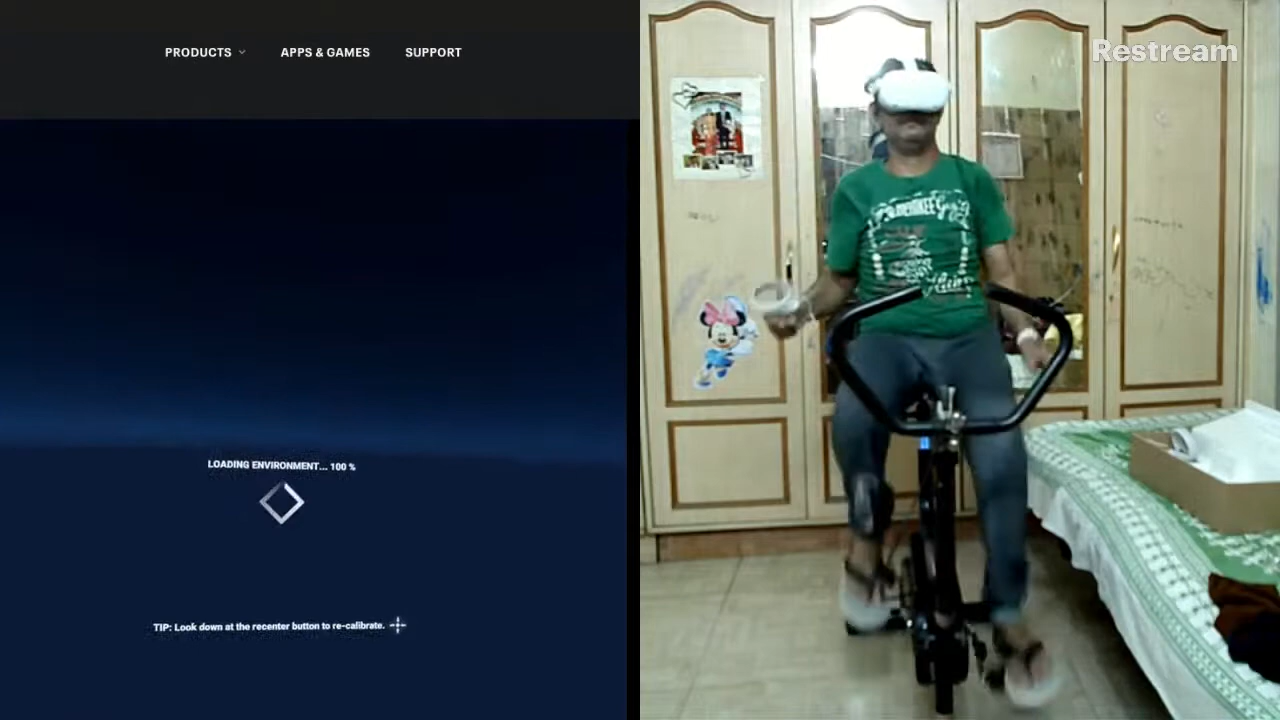 PRODUCTS
APPS & GAMES
SUPPORT
Restream
LOADING ENVIRONMENT... 100 %
TIP: Look down at the recenter button to re-calibrate.